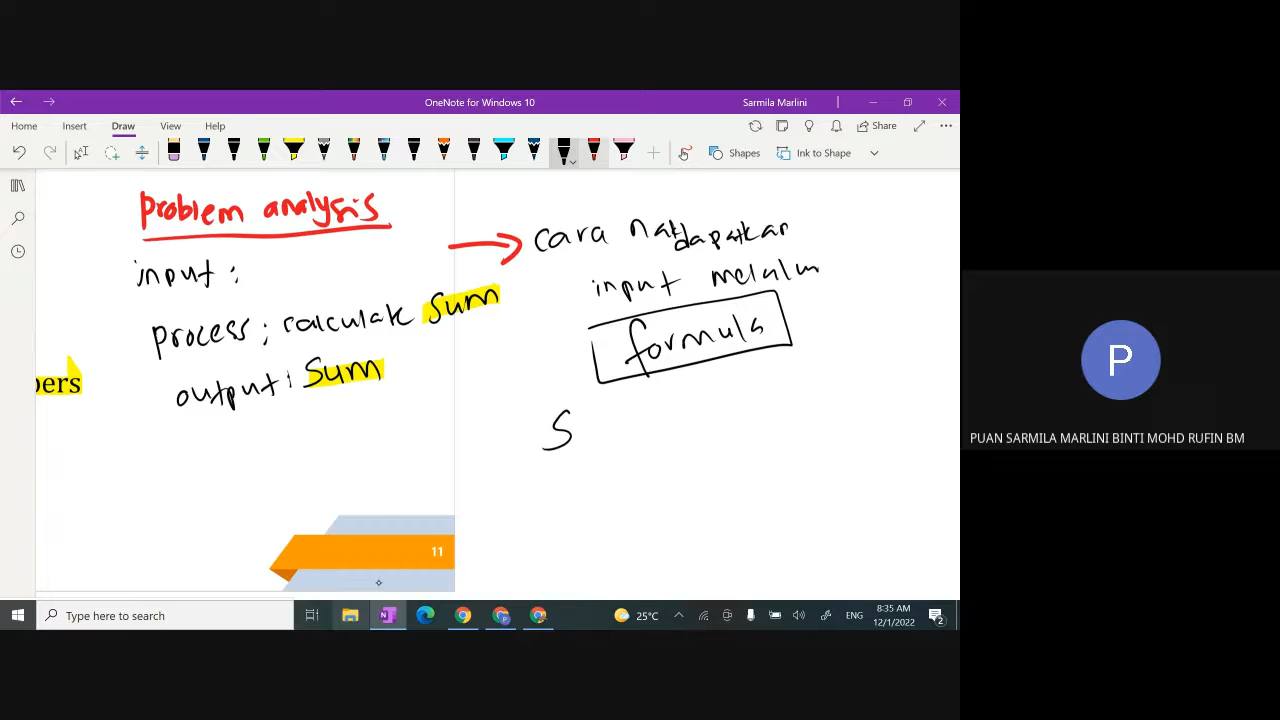 OneNote for Windows 10
Sarmila Marlini
Home Insert Draw View Help
Share
Shapes
Ink to Shape
problem analysis
input :
process ; calculate sum
output : sum
bers
cara nak dapatkan
input melalui
formula
S
11
PUAN SARMILA MARLINI BINTI MOHD RUFIN BM
P
Type here to search
25°C
ENG
8:35 AM
12/1/2022
2